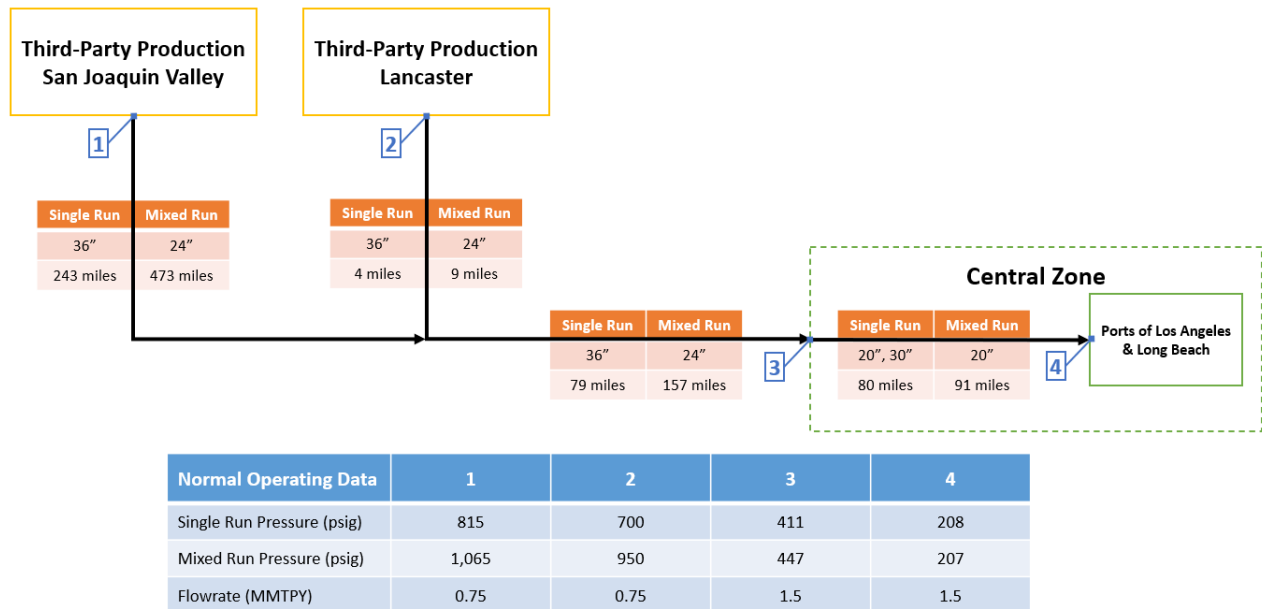 Third-Party Production
San Joaquin Valley
Third-Party Production
Lancaster
1
2
Single Run Mixed Run
36” 24”
243 miles 473 miles
Single Run Mixed Run
36” 24”
4 miles 9 miles
Central Zone
Single Run Mixed Run
36” 24”
79 miles 157 miles
3
Single Run Mixed Run
20”, 30” 20”
80 miles 91 miles
4
Ports of Los Angeles
& Long Beach
Normal Operating Data 1 2 3 4
Single Run Pressure (psig) 815 700 411 208
Mixed Run Pressure (psig) 1,065 950 447 207
Flowrate (MMTPY) 0.75 0.75 1.5 1.5